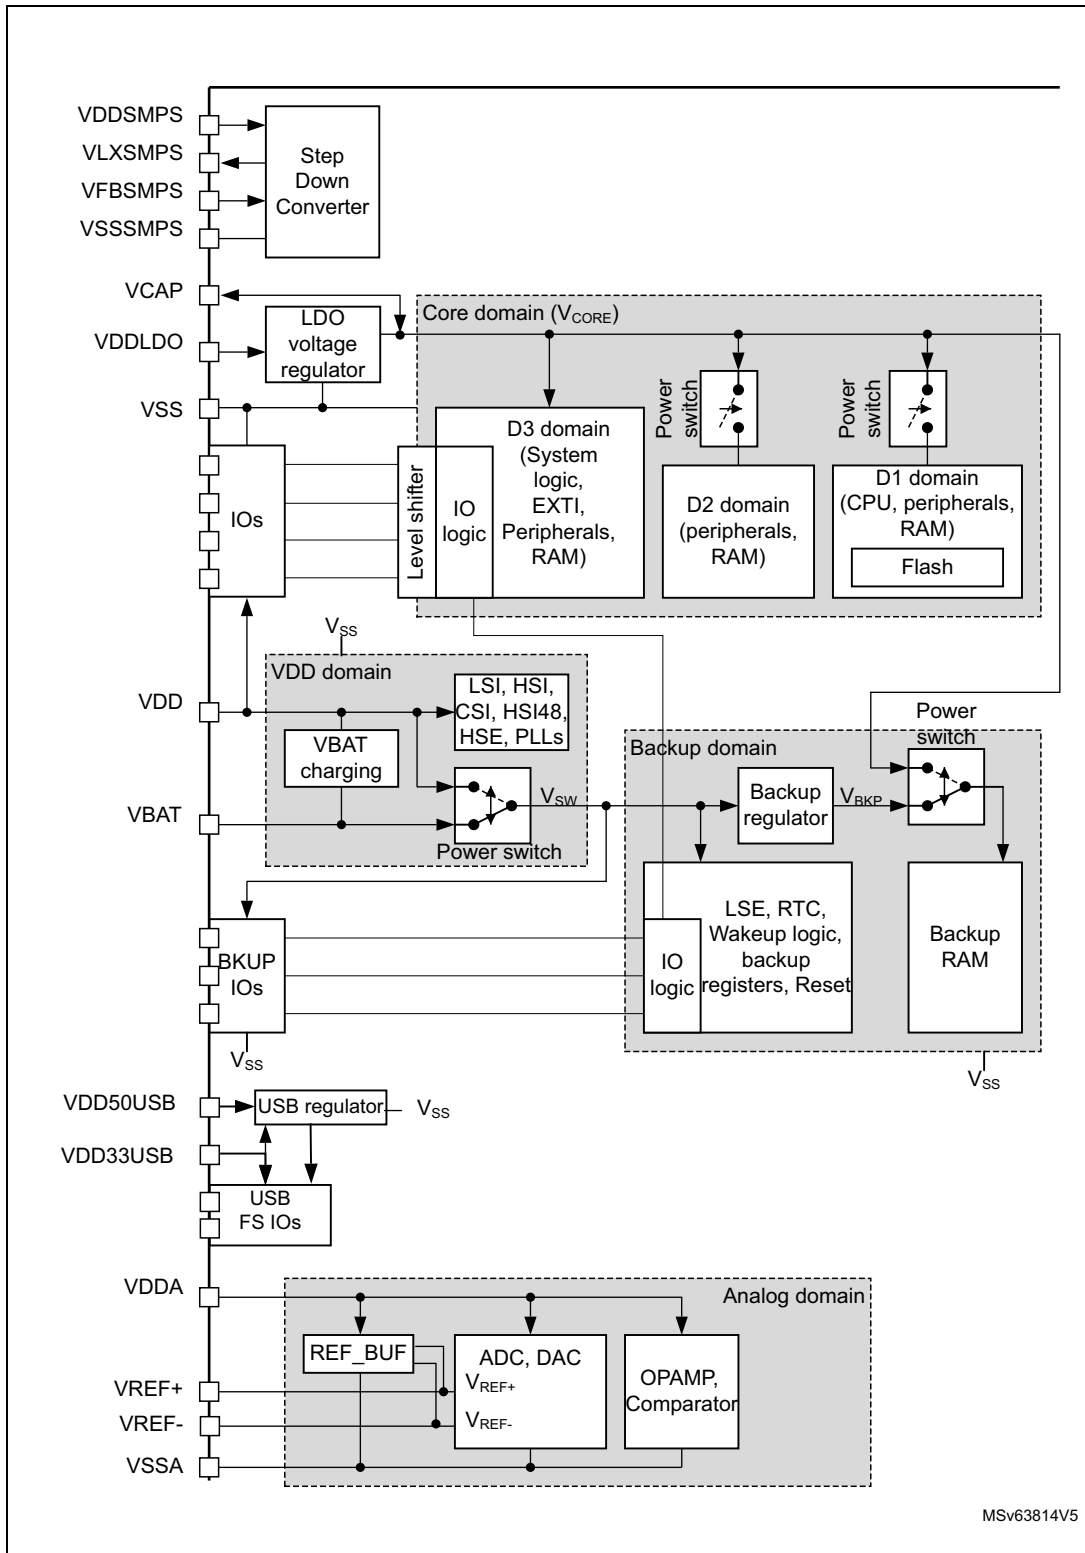 VDDSMPS
VLXSMPS
VFBSMPS
VSSSMPS
Step
Down
Converter
VCAP
VDDLDO
VSS
LDO
voltage
regulator
Core domain (VCORE)
Power
switch
Power
switch
D3 domain
(System
logic,
EXTI,
Peripherals,
RAM)
D2 domain
(peripherals,
RAM)
D1 domain
(CPU, peripherals,
RAM)
Flash
IOs
Level shifter
IO
logic
VSS
VDD domain
VDD
LSI, HSI,
CSI, HSI48,
HSE, PLLs
VBAT
charging
VBAT
VSW
Power switch
Backup domain
Power
switch
Backup
regulator
VBKP
LSE, RTC,
Wakeup logic,
backup
registers, Reset
IO
logic
Backup
RAM
BKUP
IOs
VSS
VSS
VDD50USB
USB regulator
VSS
VDD33USB
USB
FS IOs
VDDA
Analog domain
REF_BUF
ADC, DAC
VREF+
VREF-
OPAMP,
Comparator
VREF+
VREF-
VSSA
MSv63814V5